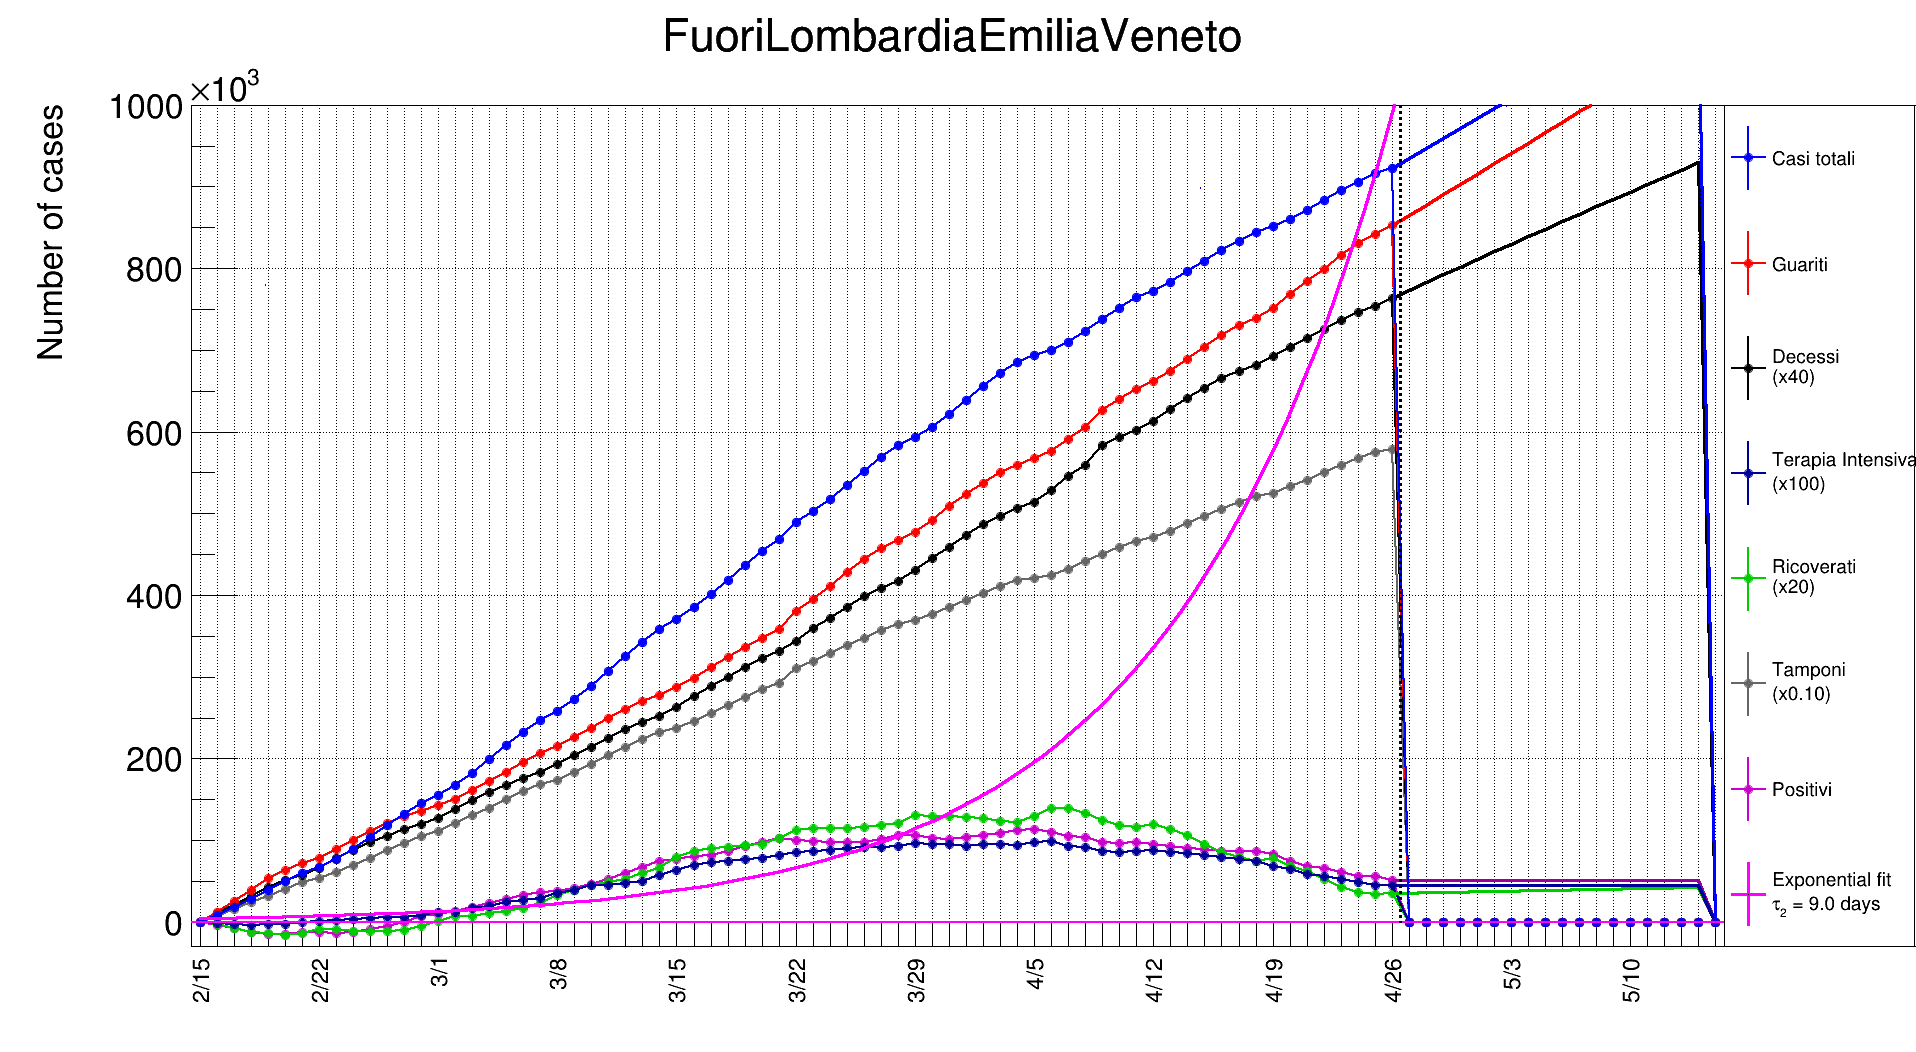 FuoriLombardiaEmiliaVeneto
×10³
Number of cases
1000
800
600
400
200
0
2/15
2/22
3/1
3/8
3/15
3/22
3/29
4/5
4/12
4/19
4/26
5/3
5/10
Casi totali
Guariti
Decessi
(x40)
Terapia Intensiva
(x100)
Ricoverati
(x20)
Tamponi
(x0.10)
Positivi
Exponential fit
τ₂ = 9.0 days